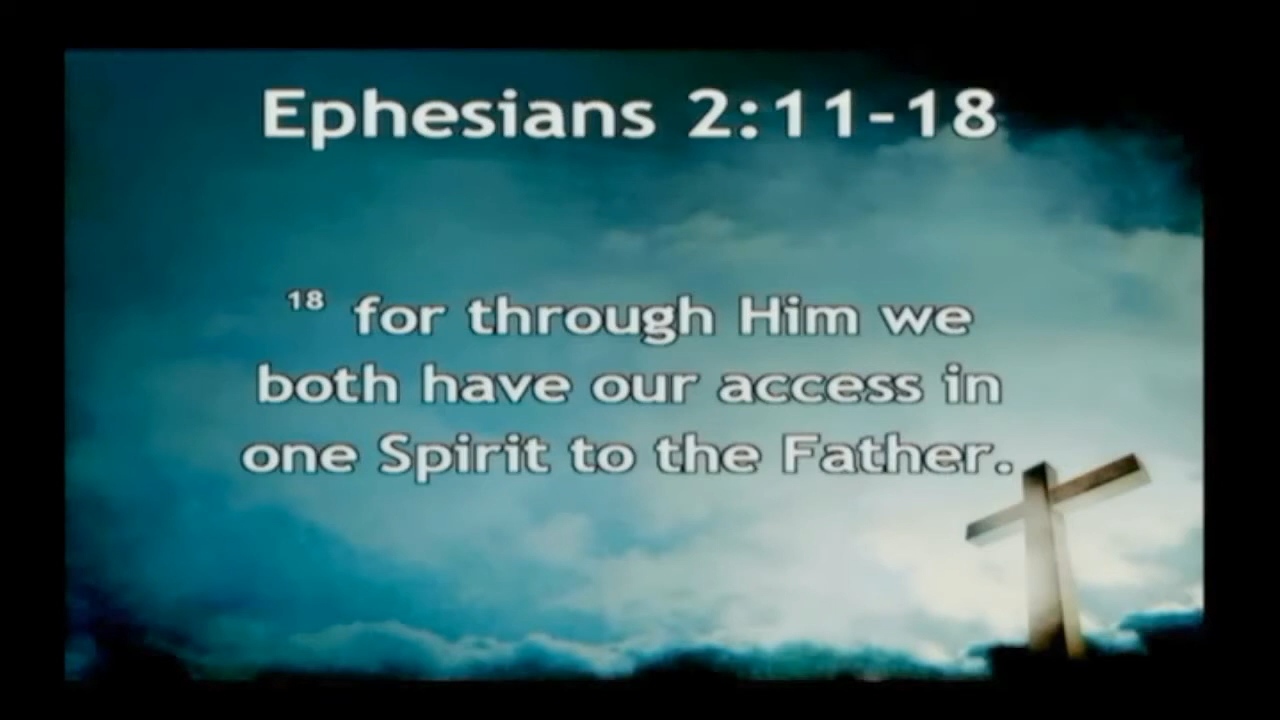 Ephesians 2:11-18
18 for through Him we
both have our access in
one Spirit to the Father.